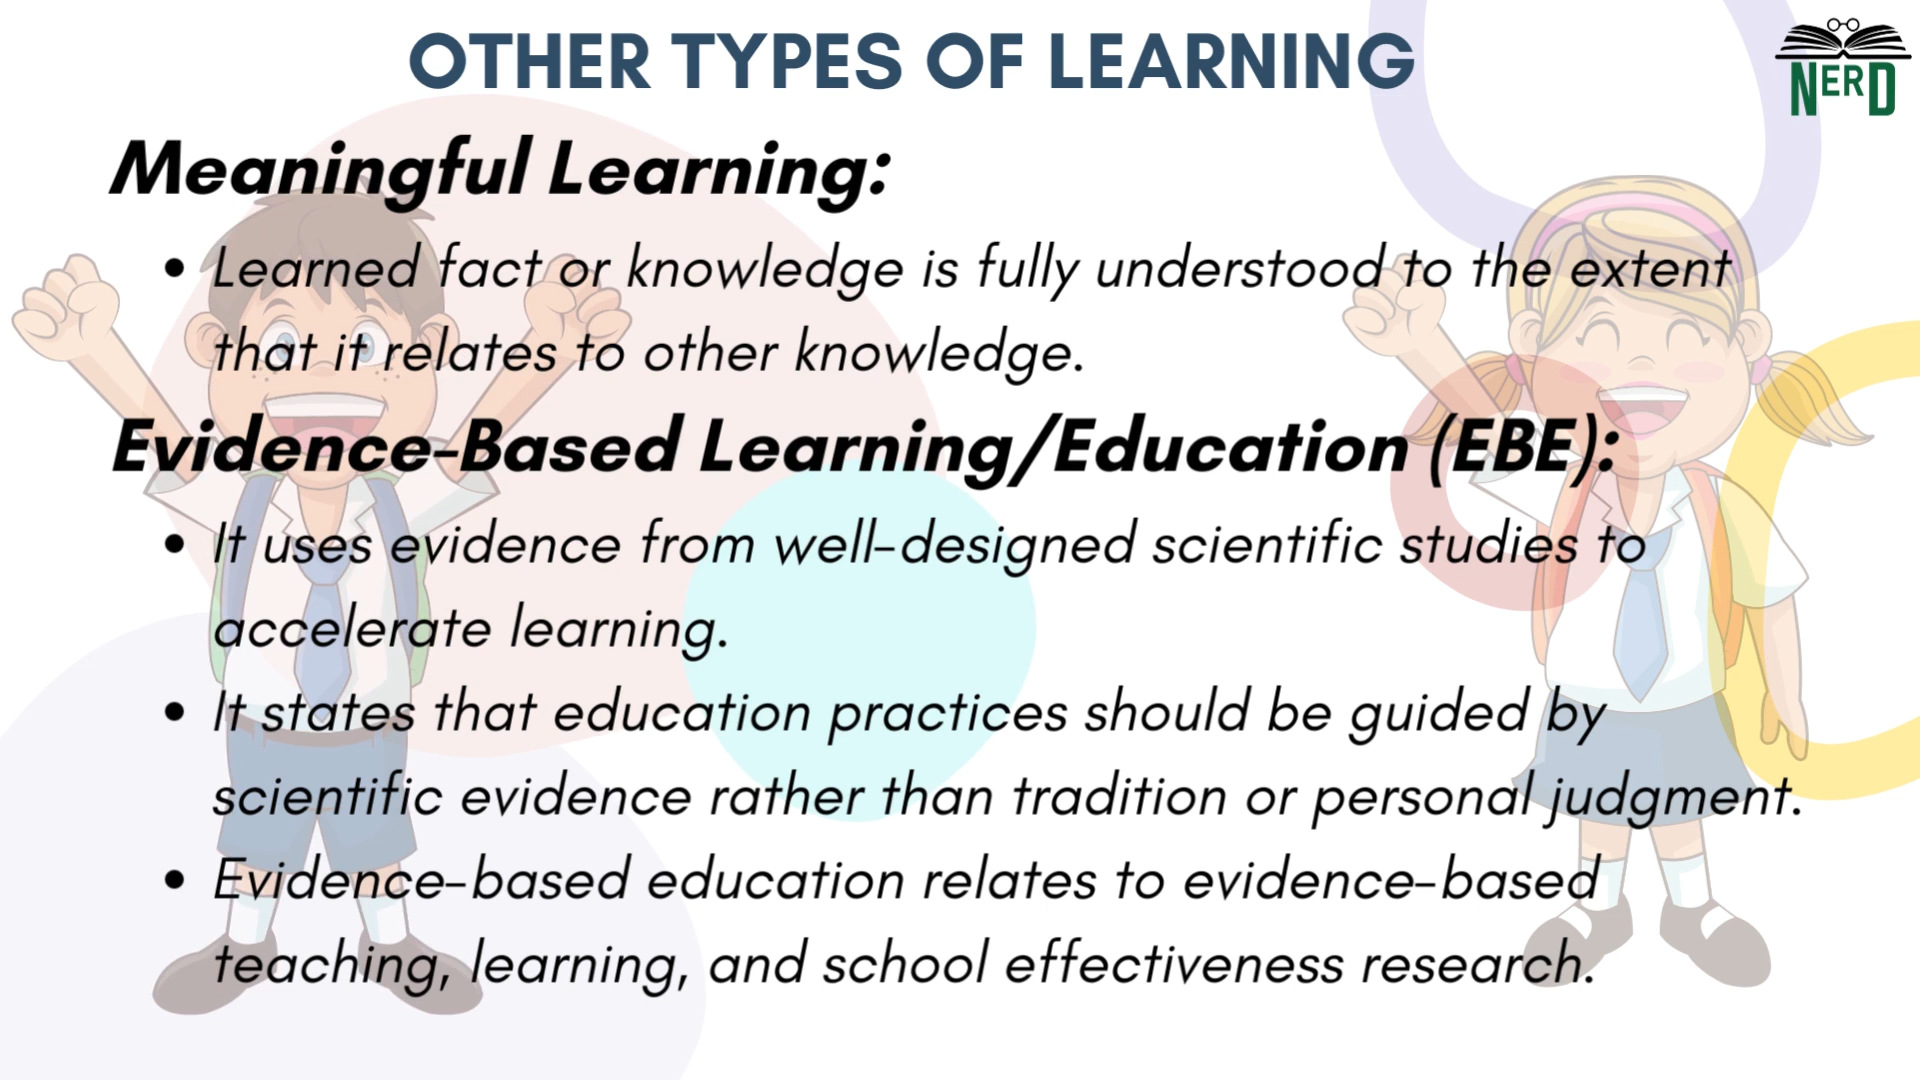 OTHER TYPES OF LEARNING
NERD
Meaningful Learning:
• Learned fact or knowledge is fully understood to the extent
that it relates to other knowledge.
Evidence-Based Learning/Education (EBE):
• It uses evidence from well-designed scientific studies to
accelerate learning.
• It states that education practices should be guided by
scientific evidence rather than tradition or personal judgment.
• Evidence-based education relates to evidence-based
teaching, learning, and school effectiveness research.